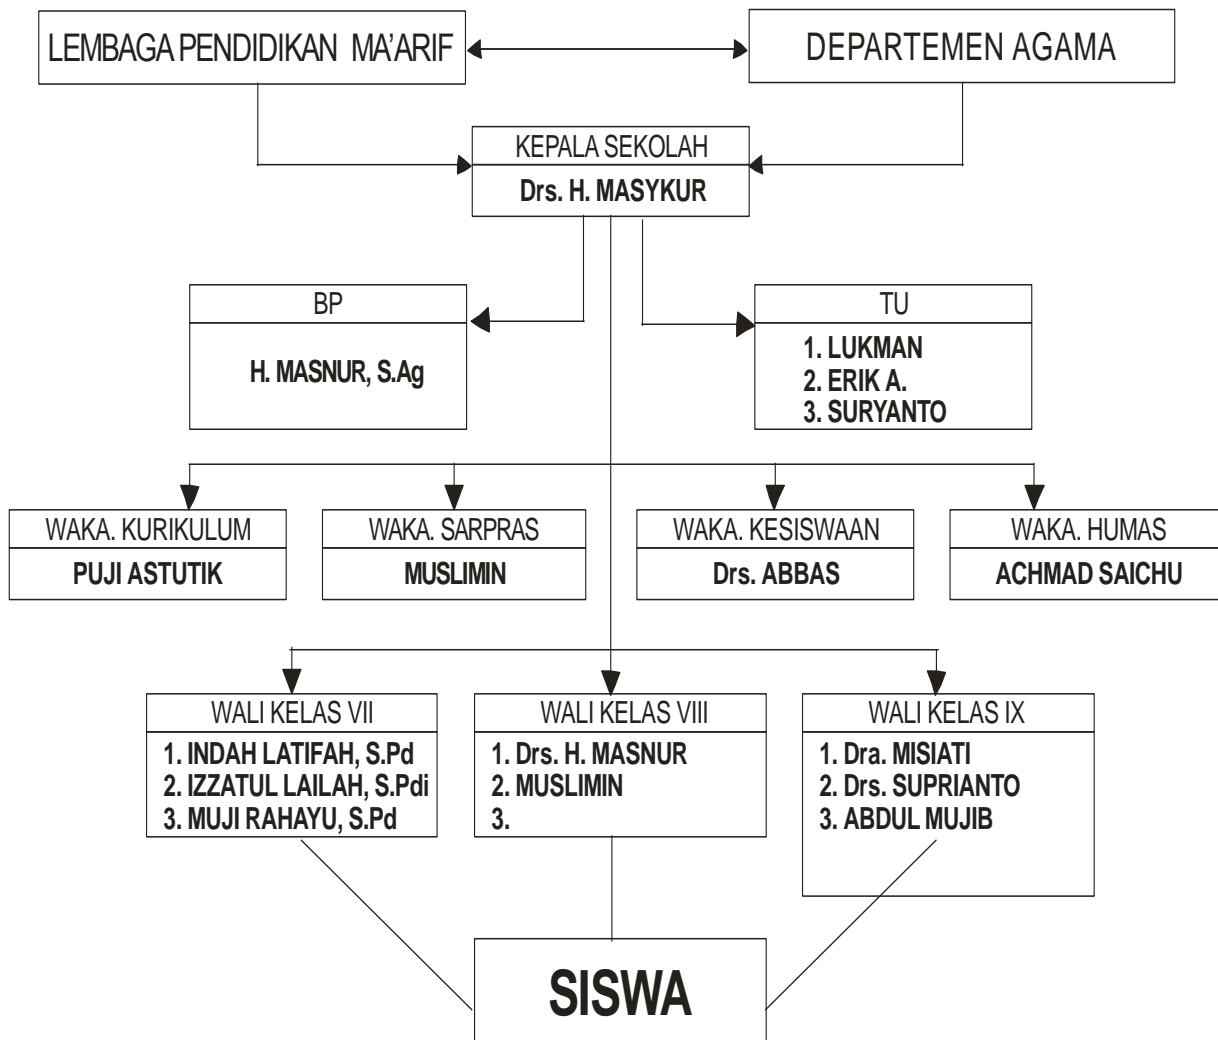 LEMBAGA PENDIDIKAN MA'ARIF
DEPARTEMEN AGAMA
KEPALA SEKOLAH
Drs. H. MASYKUR
BP
H. MASNUR, S.Ag
TU
1. LUKMAN
2. ERIK A.
3. SURYANTO
WAKA. KURIKULUM
PUJI ASTUTIK
WAKA. SARPRAS
MUSLIMIN
WAKA. KESISWAAN
Drs. ABBAS
WAKA. HUMAS
ACHMAD SAICHU
WALI KELAS VII
1. INDAH LATIFAH, S.Pd
2. IZZATUL LAILAH, S.Pdi
3. MUJI RAHAYU, S.Pd
WALI KELAS VIII
1. Drs. H. MASNUR
2. MUSLIMIN
3.
WALI KELAS IX
1. Dra. MISIATI
2. Drs. SUPRIANTO
3. ABDUL MUJIB
SISWA